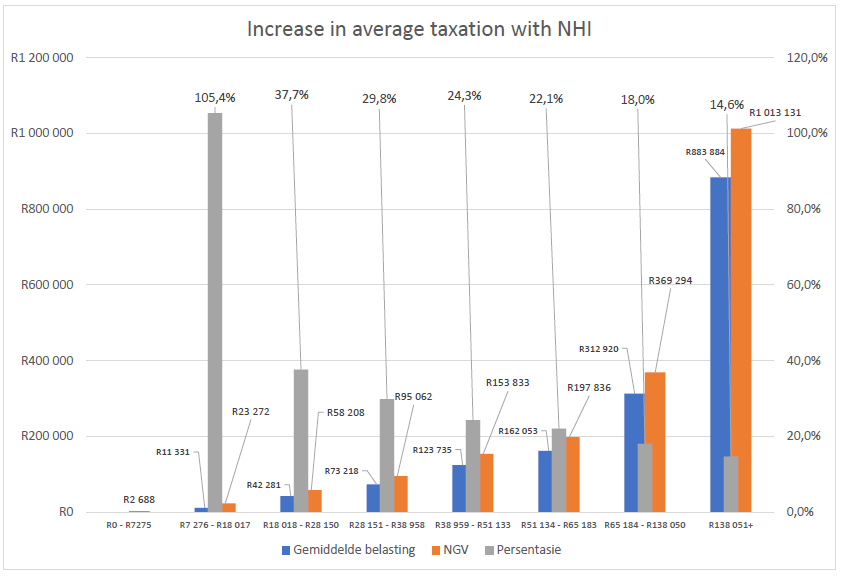 Increase in average taxation with NHI
R1 200 000
R1 000 000
R800 000
R600 000
R400 000
R200 000
R0
120,0%
100,0%
80,0%
60,0%
40,0%
20,0%
0,0%
105,4%
37,7%
29,8%
24,3%
22,1%
18,0%
14,6%
R2 688
R11 331
R23 272
R42 281
R58 208
R73 218
R95 062
R123 735
R153 833
R162 053
R197 836
R312 920
R369 294
R883 884
R1 013 131
R0 - R7275
R7 276 - R18 017
R18 018 - R28 150
R28 151 - R38 958
R38 959 - R51 133
R51 134 - R65 183
R65 184 - R138 050
R138 051+
Gemiddelde belasting
NGV
Persentasie